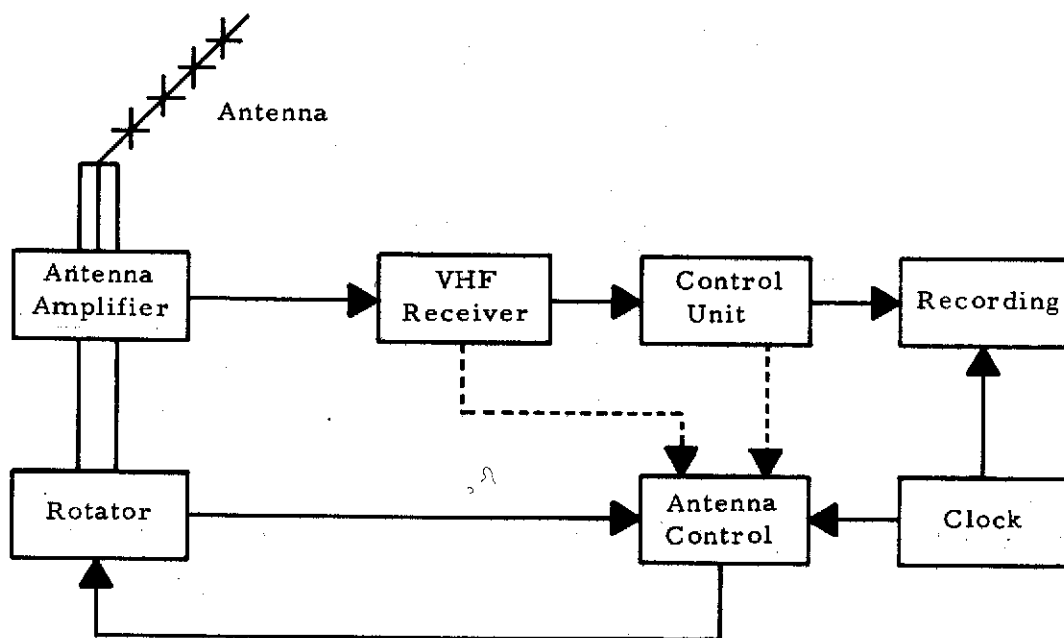 Antenna
Antenna
Amplifier
VHF
Receiver
Control
Unit
Recording
Rotator
Antenna
Control
Clock